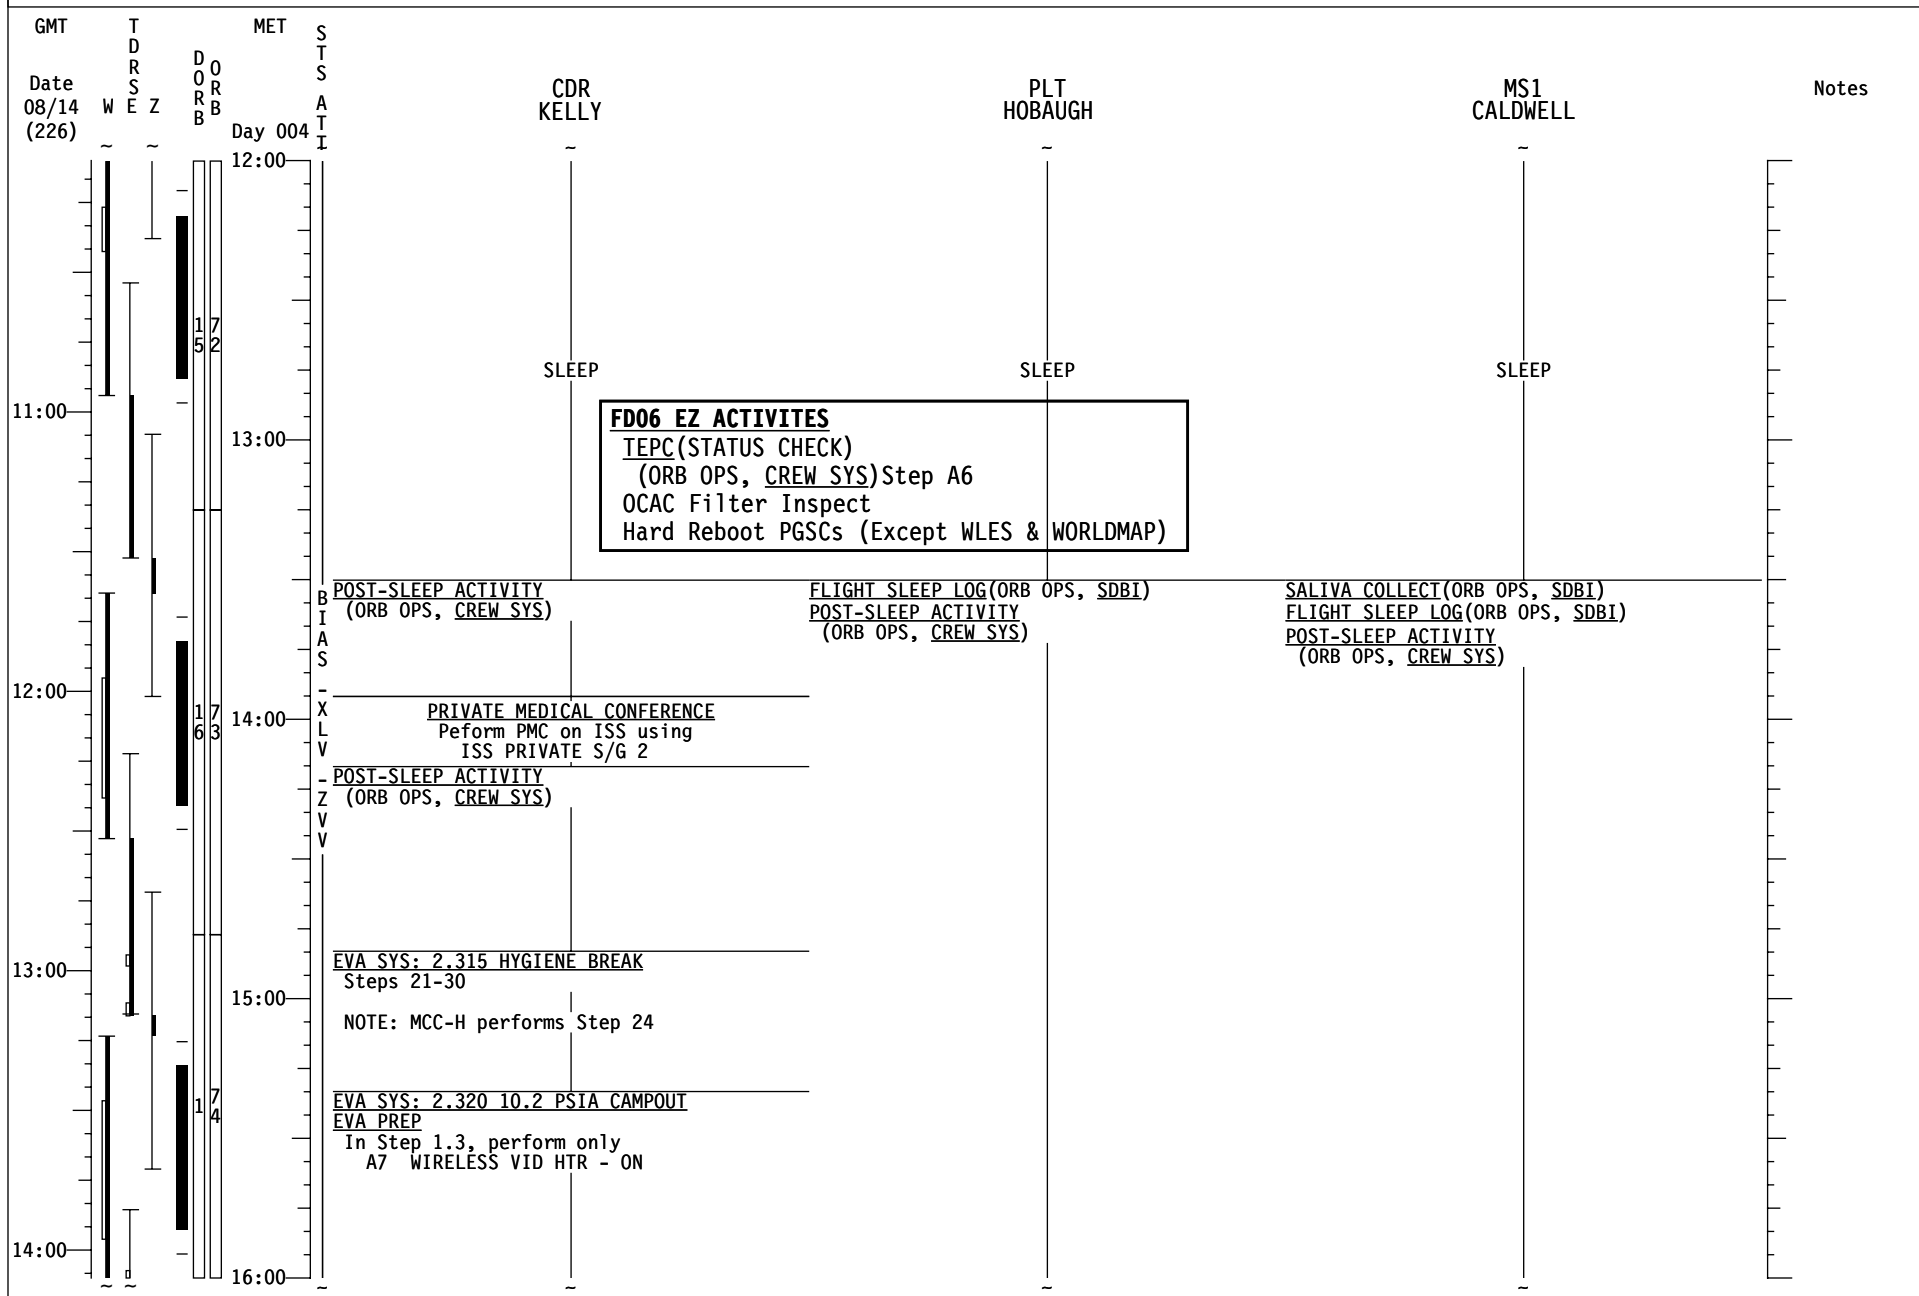 GMT
TDRS
MET
STS ATT
Date
08/14
(226)
W E Z
DORB
ORB
Day 004
CDR
KELLY
PLT
HOBAUGH
MS1
CALDWELL
Notes
~ ~ ~ ~ ~
12:00
15
72
SLEEP
SLEEP
SLEEP
11:00
13:00
FD06 EZ ACTIVITES
TEPC(STATUS CHECK)
(ORB OPS, CREW SYS)Step A6
OCAC Filter Inspect
Hard Reboot PGSCs (Except WLES & WORLDMAP)
BIAS -XLV -ZVV
POST-SLEEP ACTIVITY
(ORB OPS, CREW SYS)
FLIGHT SLEEP LOG(ORB OPS, SDBI)
POST-SLEEP ACTIVITY
(ORB OPS, CREW SYS)
SALIVA COLLECT(ORB OPS, SDBI)
FLIGHT SLEEP LOG(ORB OPS, SDBI)
POST-SLEEP ACTIVITY
(ORB OPS, CREW SYS)
12:00
16
73
14:00
PRIVATE MEDICAL CONFERENCE
Peform PMC on ISS using
ISS PRIVATE S/G 2
POST-SLEEP ACTIVITY
(ORB OPS, CREW SYS)
EVA SYS: 2.315 HYGIENE BREAK
Steps 21-30
13:00
15:00
NOTE: MCC-H performs Step 24
1
74
EVA SYS: 2.320 10.2 PSIA CAMPOUT
EVA PREP
In Step 1.3, perform only
A7 WIRELESS VID HTR - ON
14:00
16:00
~ ~ ~ ~ ~ ~